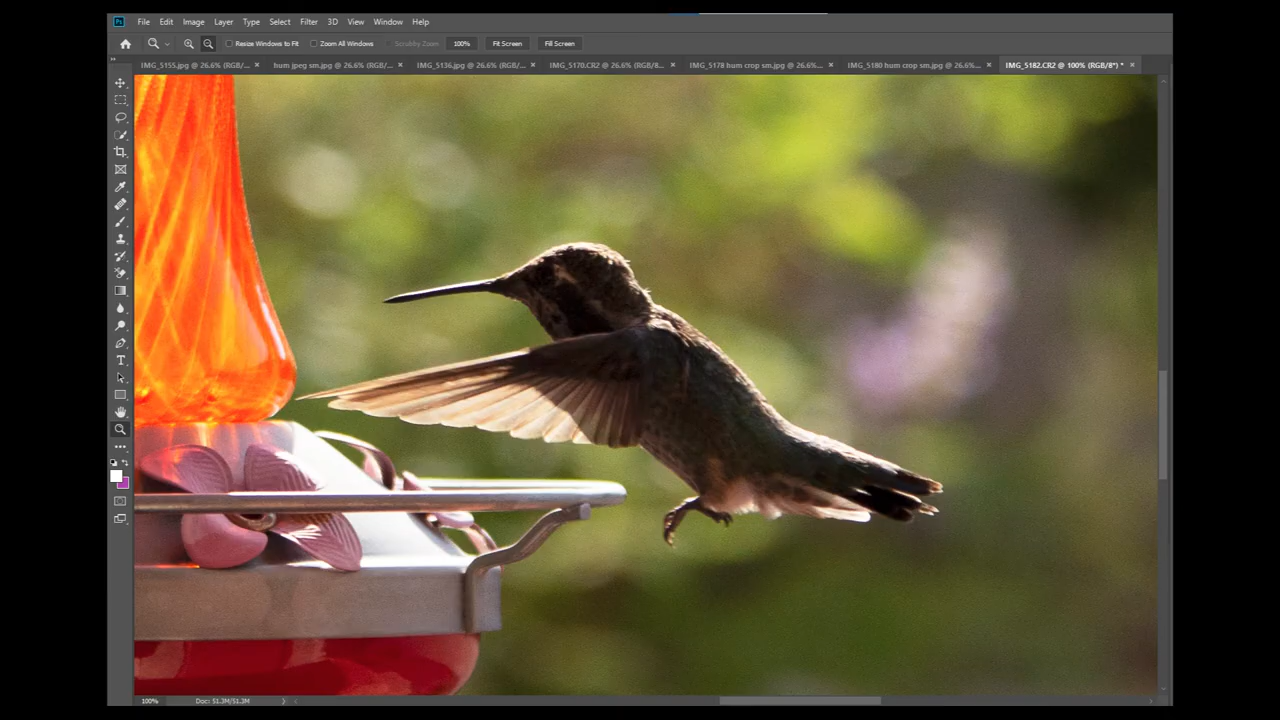 Ps File Edit Image Layer Type Select Filter 3D View Window Help
Resize Windows to Fit Zoom All Windows Scrubby Zoom 100% Fit Screen Fill Screen
IMG_5155.jpg @ 26.6% (RGB/... × hum jpeg sm.jpg @ 26.6% (RGB/... × IMG_5136.jpg @ 26.6% (RGB/... × IMG_5170.CR2 @ 26.6% (RGB/8... × IMG_5178 hum crop sm.jpg @ 26.6%... × IMG_5180 hum crop sm.jpg @ 26.6%... × IMG_5182.CR2 @ 100% (RGB/8*) * ×
100% Doc: 51.3M/51.3M